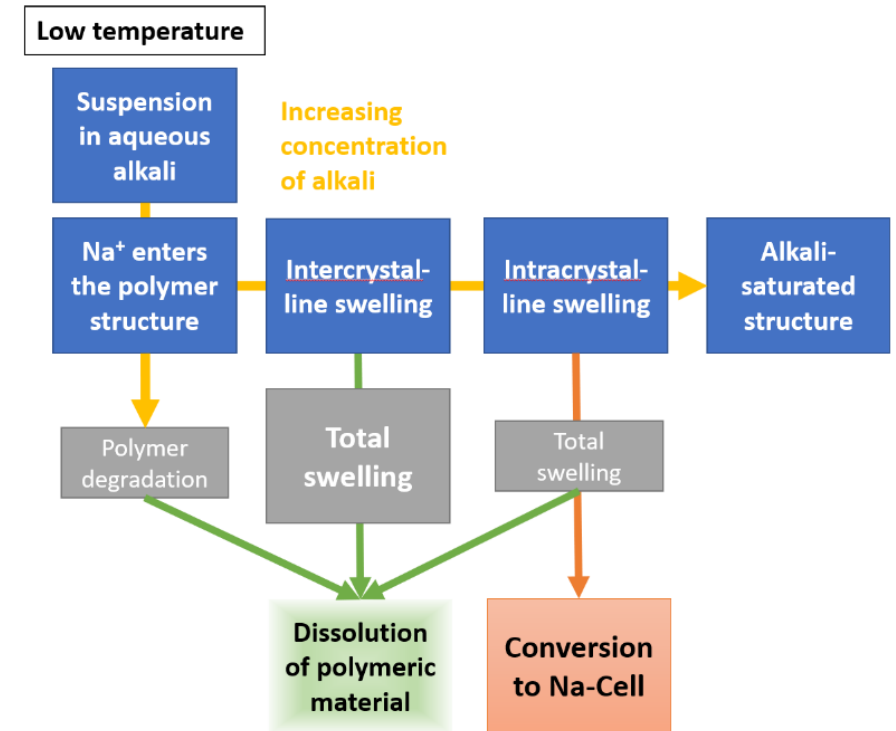 Low temperature
Suspension
in aqueous
alkali
Increasing
concentration
of alkali
Na⁺ enters
the polymer
structure
Intercrystal-
line swelling
Intracrystal-
line swelling
Alkali-
saturated
structure
Polymer
degradation
Total
swelling
Total
swelling
Dissolution
of polymeric
material
Conversion
to Na-Cell